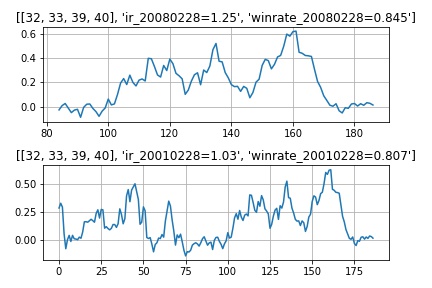 [[32, 33, 39, 40], 'ir_20080228=1.25', 'winrate_20080228=0.845']
0.6
0.4
0.2
0.0
80 100 120 140 160 180
[[32, 33, 39, 40], 'ir_20010228=1.03', 'winrate_20010228=0.807']
0.50
0.25
0.00
0 25 50 75 100 125 150 175